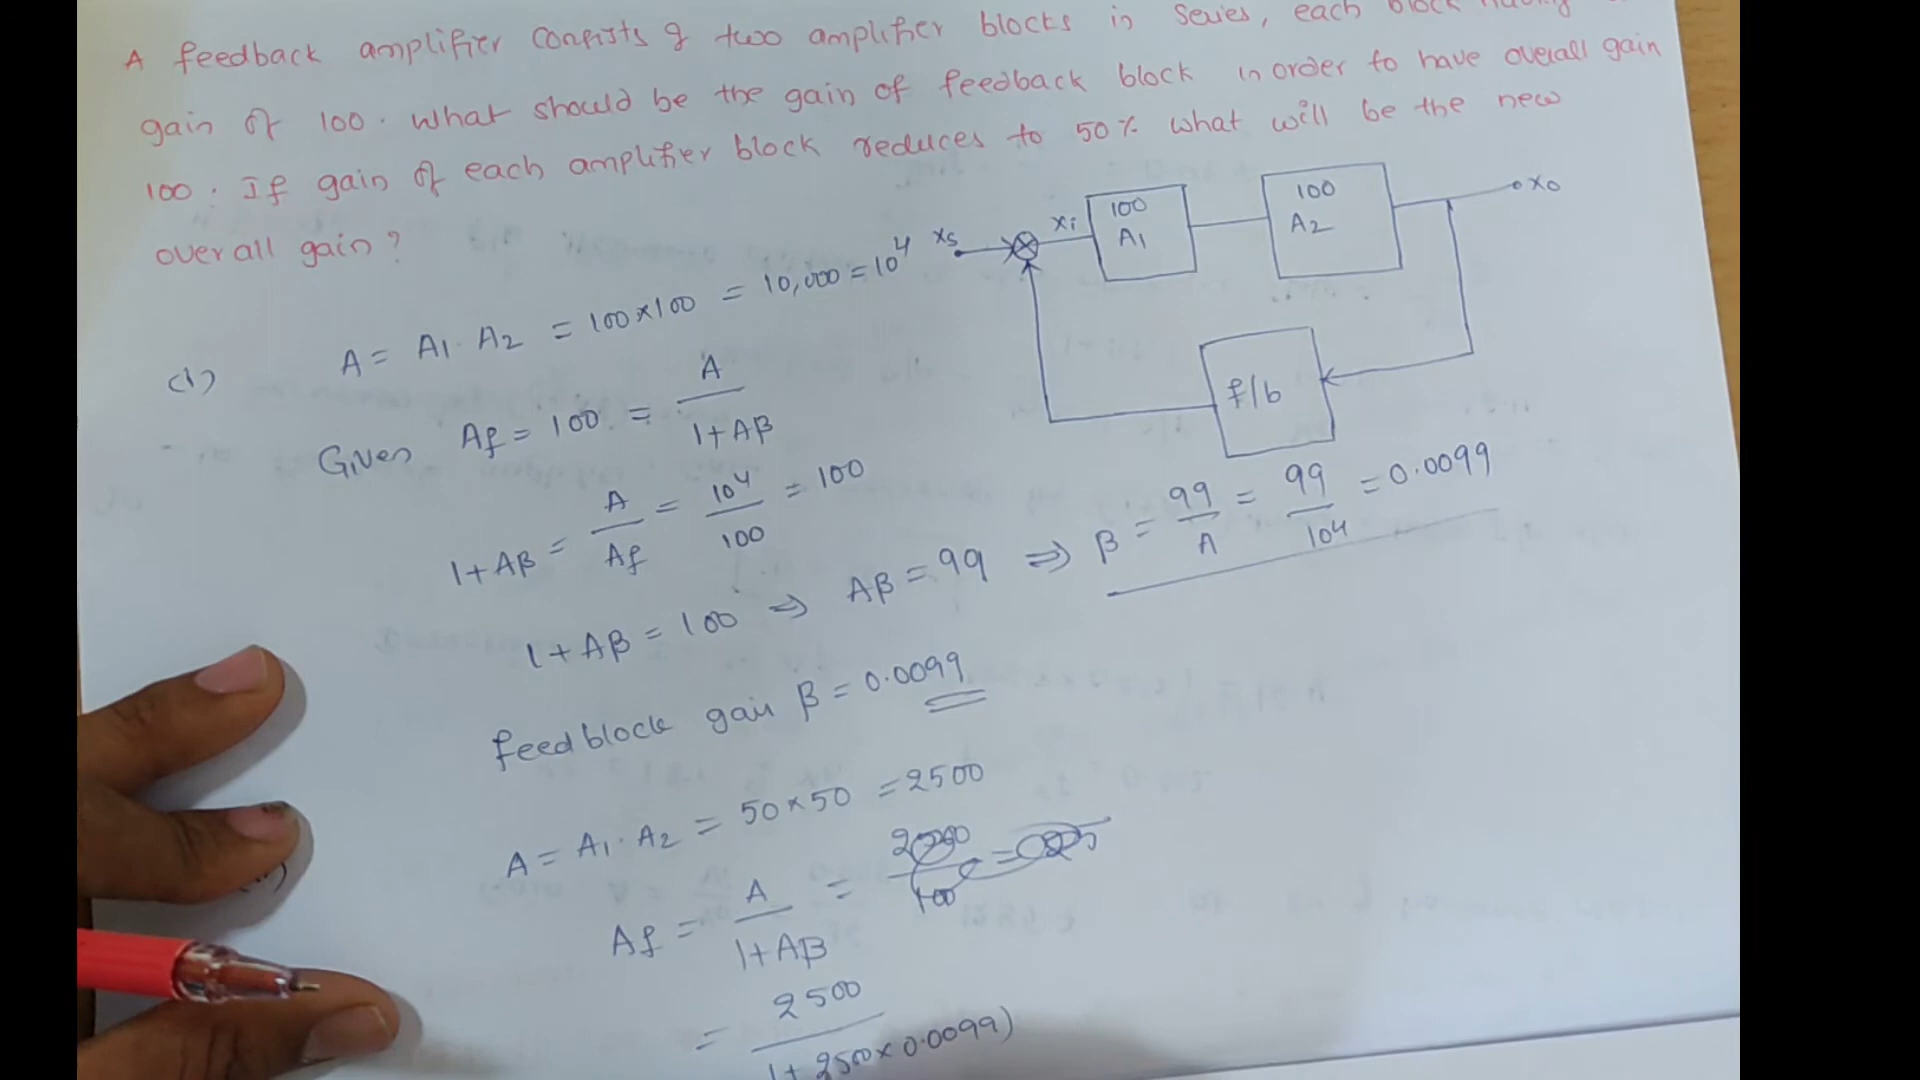 A feedback amplifier consists of two amplifier blocks in series, each block
gain of 100. what should be the gain of feedback block in order to have overall gain
100. If gain of each amplifier block reduces to 50% what will be the new
overall gain?
(i) A = A1 . A2 = 100×100 = 10,000 = 10^4
xs
xi
100
A1
100
A2
xo
f/b
Given Af = 100 = A / 1+Aβ
1+Aβ = A / Af = 10^4 / 100 = 100
1+Aβ = 100 ⇒ Aβ = 99 ⇒ β = 99 / A = 99 / 10^4 = 0.0099
feedblock gain β = 0.0099
A = A1 . A2 = 50×50 = 2500
Af = A / 1+Aβ =
= 2500 / 1+ 2500×0.0099)